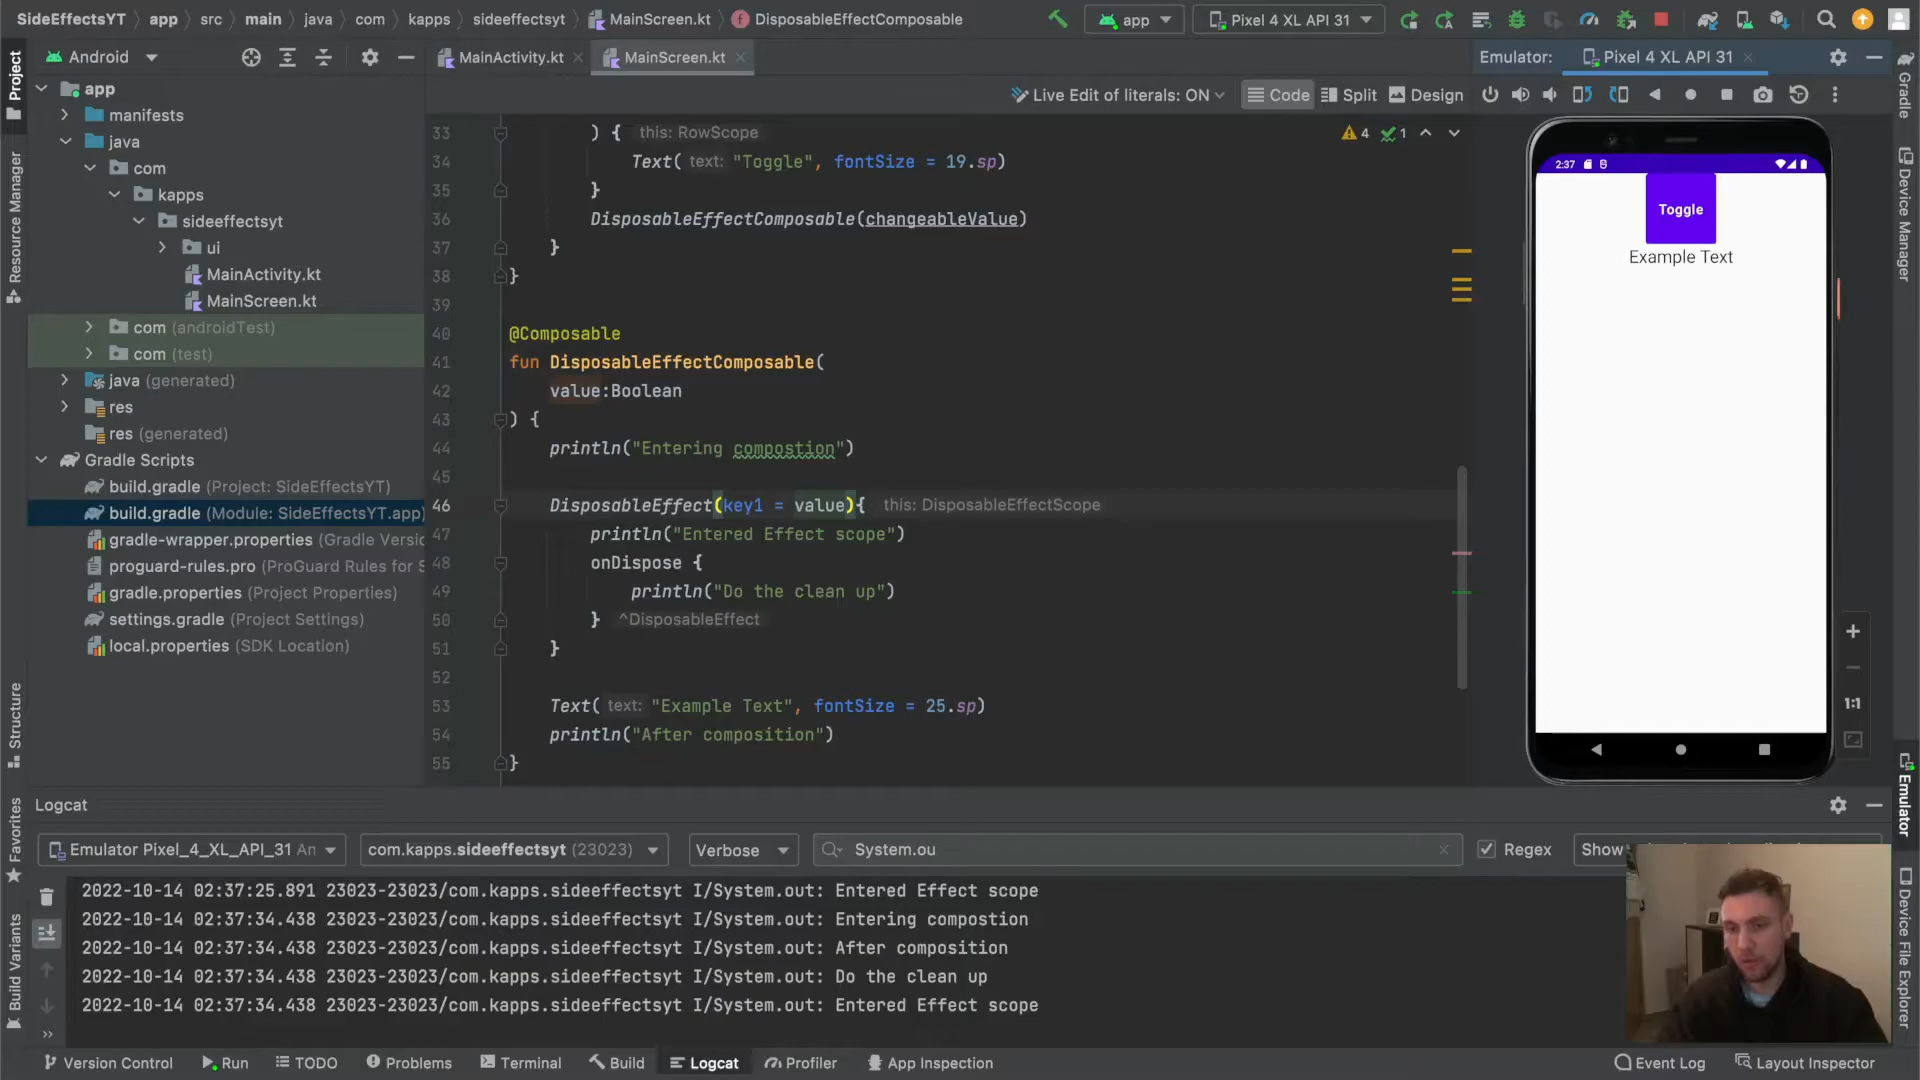 SideEffectsYT app src main java com kapps sideeffectsyt MainScreen.kt DisposableEffectComposable app Pixel 4 XL API 31
Project Android MainActivity.kt MainScreen.kt Emulator: Pixel 4 XL API 31 Gradle
Live Edit of literals: ON Code Split Design
app
manifests
java
com
kapps
sideeffectsyt
ui
MainActivity.kt
MainScreen.kt
com (androidTest)
com (test)
java (generated)
res
res (generated)
Gradle Scripts
build.gradle (Project: SideEffectsYT)
build.gradle (Module: SideEffectsYT.app)
gradle-wrapper.properties (Gradle Versio
proguard-rules.pro (ProGuard Rules for S
gradle.properties (Project Properties)
settings.gradle (Project Settings)
local.properties (SDK Location)
Resource Manager
Structure
Favorites
Build Variants
33 ) { this: RowScope 4 1
34 Text( text: "Toggle", fontSize = 19.sp)
35 }
36 DisposableEffectComposable(changeableValue)
37 }
38 }
39
40 @Composable
41 fun DisposableEffectComposable(
42 value:Boolean
43 ) {
44 println("Entering compostion")
45
46 DisposableEffect(key1 = value){ this: DisposableEffectScope
47 println("Entered Effect scope")
48 onDispose {
49 println("Do the clean up")
50 } ^DisposableEffect
51 }
52
53 Text( text: "Example Text", fontSize = 25.sp)
54 println("After composition")
55 }
2:37
Toggle
Example Text
1:1
Device Manager
Emulator
Device File Explorer
Logcat
Emulator Pixel_4_XL_API_31 An com.kapps.sideeffectsyt (23023) Verbose System.ou Regex Show
2022-10-14 02:37:25.891 23023-23023/com.kapps.sideeffectsyt I/System.out: Entered Effect scope
2022-10-14 02:37:34.438 23023-23023/com.kapps.sideeffectsyt I/System.out: Entering compostion
2022-10-14 02:37:34.438 23023-23023/com.kapps.sideeffectsyt I/System.out: After composition
2022-10-14 02:37:34.438 23023-23023/com.kapps.sideeffectsyt I/System.out: Do the clean up
2022-10-14 02:37:34.438 23023-23023/com.kapps.sideeffectsyt I/System.out: Entered Effect scope
Version Control Run TODO Problems Terminal Build Logcat Profiler App Inspection Event Log Layout Inspector